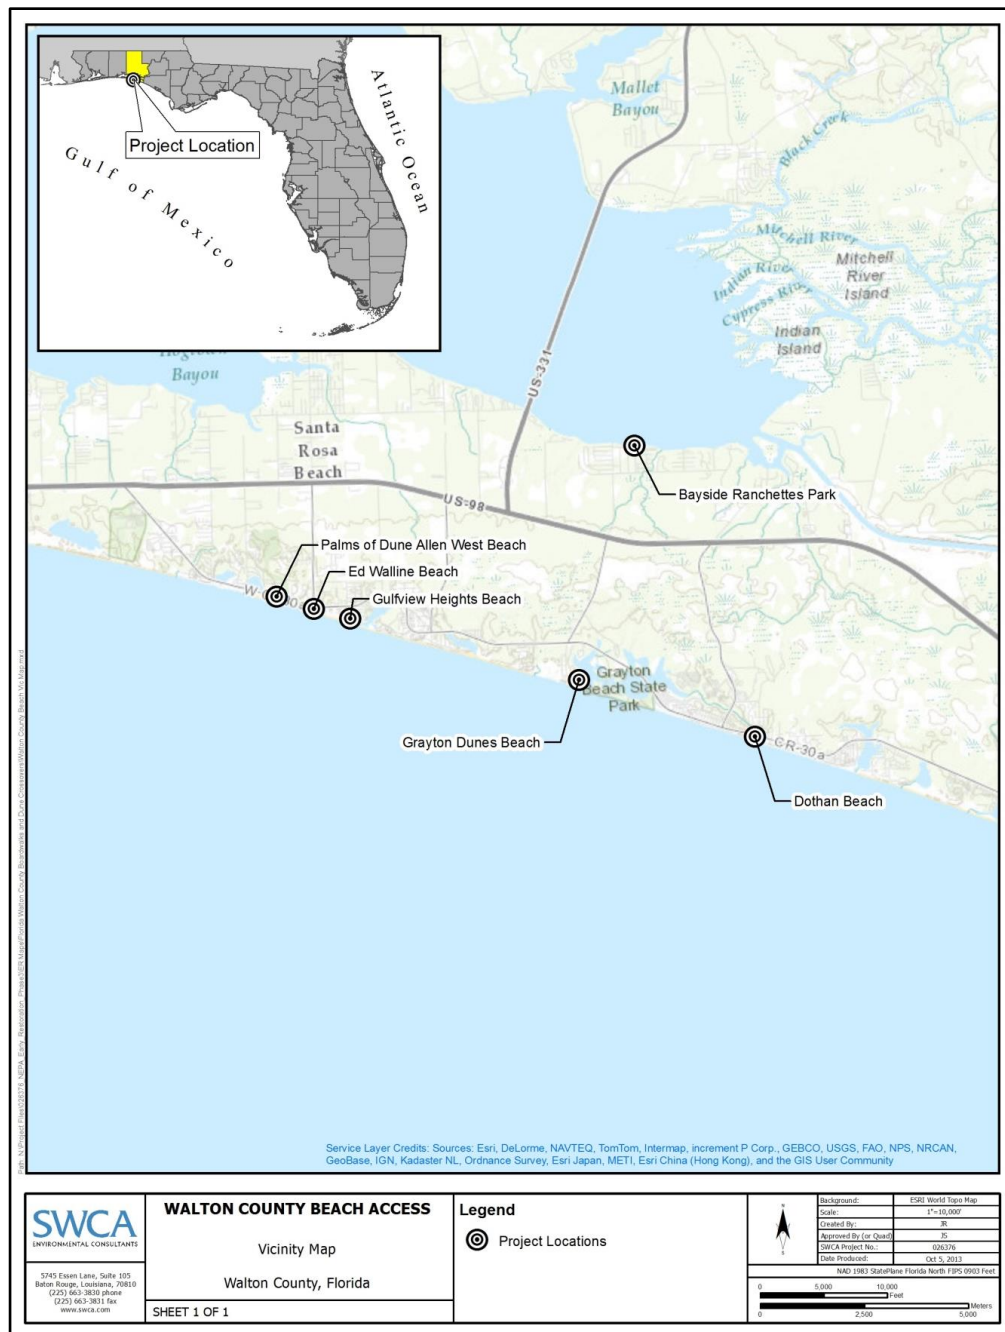 Atlantic Ocean
Project Location
Gulf of Mexico
Mallet
Bayou
Black Creek
Mitchell River
Mitchell
River
Island
Indian River
Cypress River
Indian
Island
Bayou
US-331
Santa
Rosa
Beach
Bayside Ranchettes Park
US-98
Palms of Dune Allen West Beach
Ed Walline Beach
Gulfview Heights Beach
Grayton
Beach State
Park
Grayton Dunes Beach
CR-30a
Dothan Beach
Service Layer Credits: Sources: Esri, DeLorme, NAVTEQ, TomTom, Intermap, increment P Corp., GEBCO, USGS, FAO, NPS, NRCAN,
GeoBase, IGN, Kadaster NL, Ordnance Survey, Esri Japan, METI, Esri China (Hong Kong), and the GIS User Community
SWCA
ENVIRONMENTAL CONSULTANTS
5745 Essen Lane, Suite 105
Baton Rouge, Louisiana, 70810
(225) 663-3830 phone
(225) 663-3831 fax
www.swca.com
WALTON COUNTY BEACH ACCESS
Vicinity Map
Walton County, Florida
SHEET 1 OF 1
Legend
Project Locations
N
S
Background: ESRI World Topo Map
Scale: 1"=10,000'
Created By: JR
Approved By (or Quad) JS
SWCA Project No.: 026376
Date Produced: Oct 5, 2013
NAD 1983 StatePlane Florida North FIPS 0903 Feet
0 5,000 10,000
Feet
Meters
0 2,500 5,000